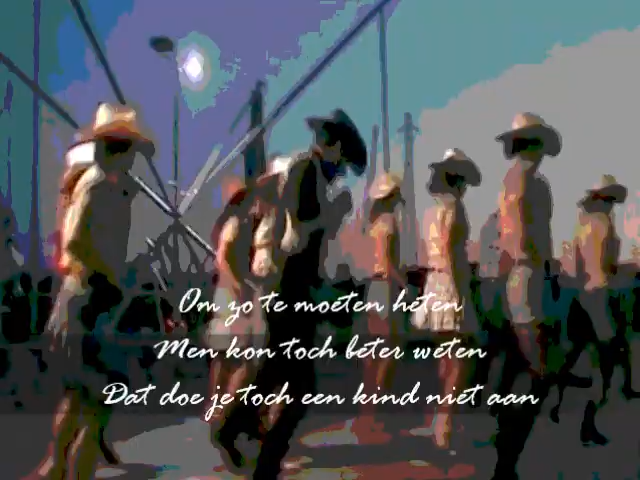 Om zo te moeten heten
Men kon toch beter weten
Dat doe je toch een kind niet aan